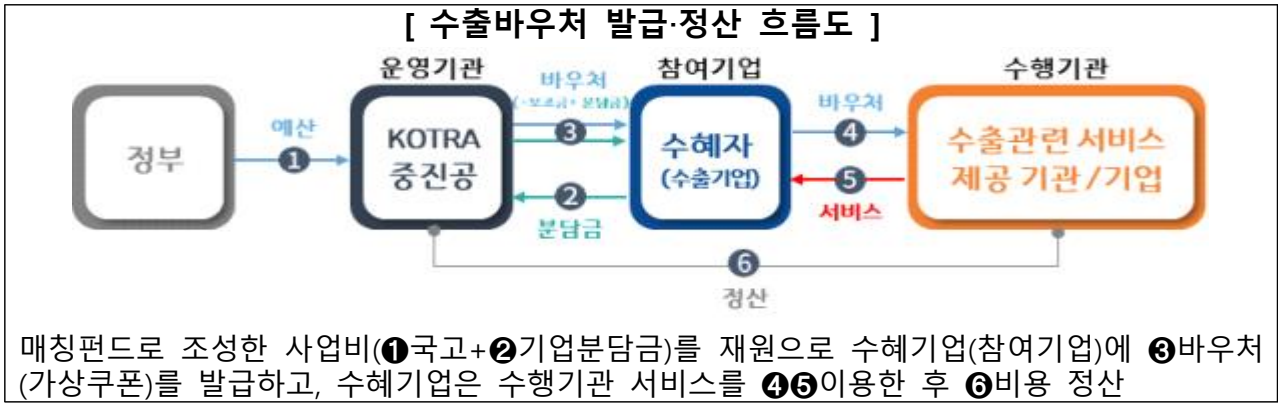 [ 수출바우처 발급·정산 흐름도 ]
운영기관
참여기업
수행기관
정부
예산
❶
KOTRA
중진공
바우처
(=보조금+분담금)
❸
❷
분담금
수혜자
(수출기업)
바우처
❹
❺
서비스
수출관련 서비스
제공 기관/기업
❻
정산
매칭펀드로 조성한 사업비(❶국고+❷기업분담금)를 재원으로 수혜기업(참여기업)에 ❸바우처
(가상쿠폰)를 발급하고, 수혜기업은 수행기관 서비스를 ❹❺이용한 후 ❻비용 정산